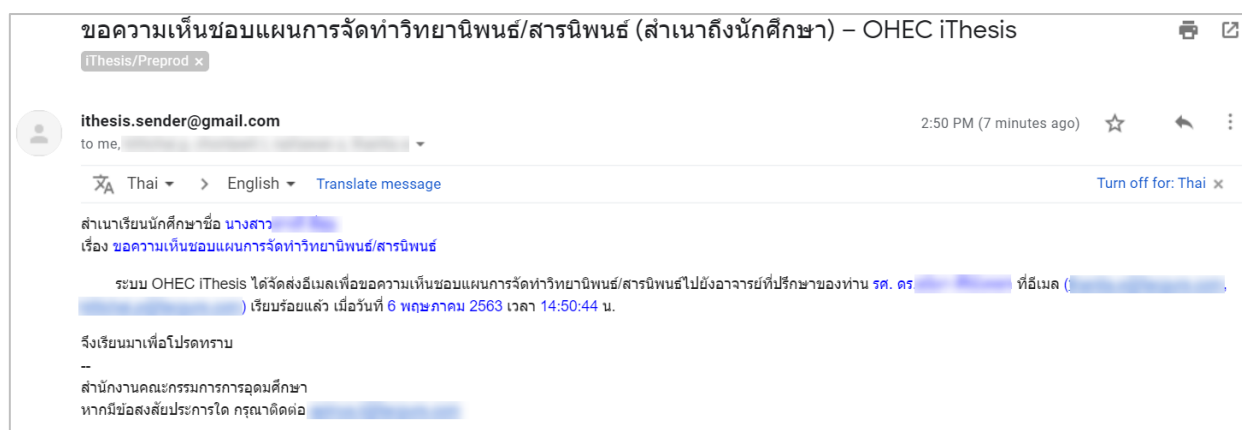 ขอความเห็นชอบแผนการจัดทำวิทยานิพนธ์/สารนิพนธ์ (สำเนาถึงนักศึกษา) – OHEC iThesis
iThesis/Preprod ×
ithesis.sender@gmail.com
2:50 PM (7 minutes ago)
to me,
Thai > English Translate message
Turn off for: Thai ×
สำเนาเรียนนักศึกษาชื่อ นางสาว
เรื่อง ขอความเห็นชอบแผนการจัดทำวิทยานิพนธ์/สารนิพนธ์
ระบบ OHEC iThesis ได้จัดส่งอีเมลเพื่อขอความเห็นชอบแผนการจัดทำวิทยานิพนธ์/สารนิพนธ์ไปยังอาจารย์ที่ปรึกษาของท่าน รศ. ดร. ที่อีเมล ( ,
) เรียบร้อยแล้ว เมื่อวันที่ 6 พฤษภาคม 2563 เวลา 14:50:44 น.
จึงเรียนมาเพื่อโปรดทราบ
--
สำนักงานคณะกรรมการการอุดมศึกษา
หากมีข้อสงสัยประการใด กรุณาติดต่อ